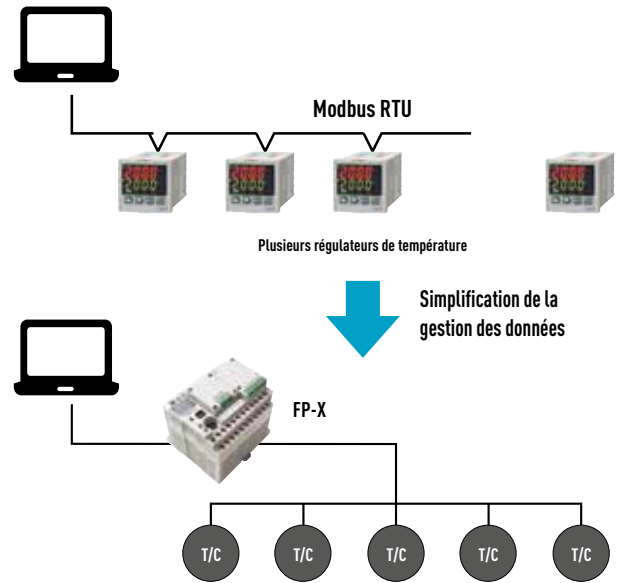 Modbus RTU
Plusieurs régulateurs de température
Simplification de la
gestion des données
FP-X
T/C
T/C
T/C
T/C
T/C